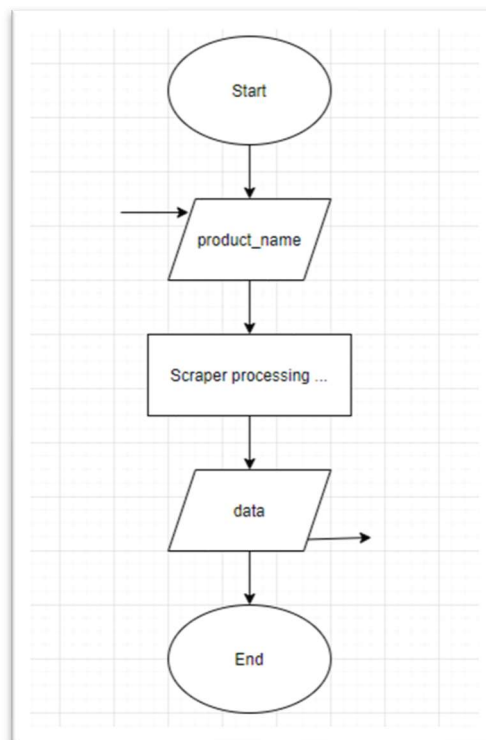 Start
product_name
Scraper processing ...
data
End